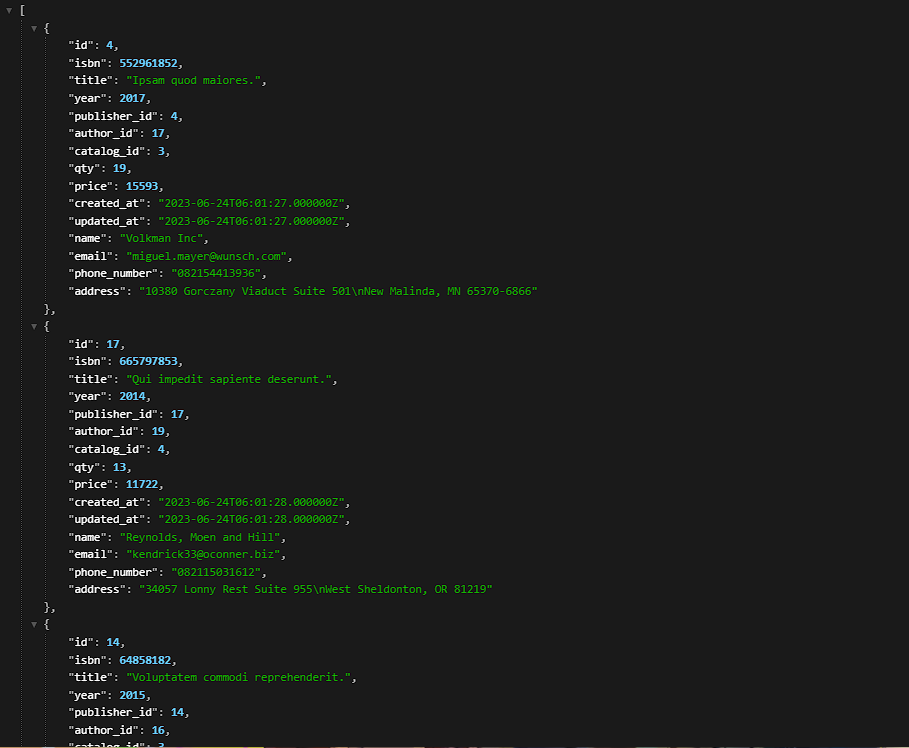 [
{
"id": 4,
"isbn": 552961852,
"title": "Ipsam quod maiores.",
"year": 2017,
"publisher_id": 4,
"author_id": 17,
"catalog_id": 3,
"qty": 19,
"price": 15593,
"created_at": "2023-06-24T06:01:27.000000Z",
"updated_at": "2023-06-24T06:01:27.000000Z",
"name": "Volkman Inc",
"email": "miguel.mayer@wunsch.com",
"phone_number": "082154413936",
"address": "10380 Gorczany Viaduct Suite 501\nNew Malinda, MN 65370-6866"
},
{
"id": 17,
"isbn": 665797853,
"title": "Qui impedit sapiente deserunt.",
"year": 2014,
"publisher_id": 17,
"author_id": 19,
"catalog_id": 4,
"qty": 13,
"price": 11722,
"created_at": "2023-06-24T06:01:28.000000Z",
"updated_at": "2023-06-24T06:01:28.000000Z",
"name": "Reynolds, Moen and Hill",
"email": "kendrick33@oconner.biz",
"phone_number": "082115031612",
"address": "34057 Lonny Rest Suite 955\nWest Sheldonton, OR 81219"
},
{
"id": 14,
"isbn": 64858182,
"title": "Voluptatem commodi reprehenderit.",
"year": 2015,
"publisher_id": 14,
"author_id": 16,
"catalog_id": 3,